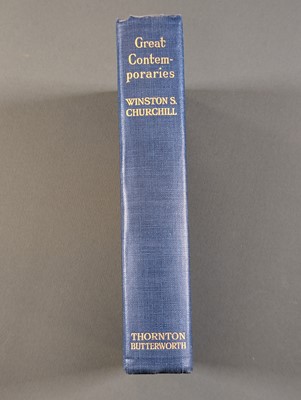 Great
Contem-
poraries
WINSTON S.
CHURCHILL
THORNTON
BUTTERWORTH